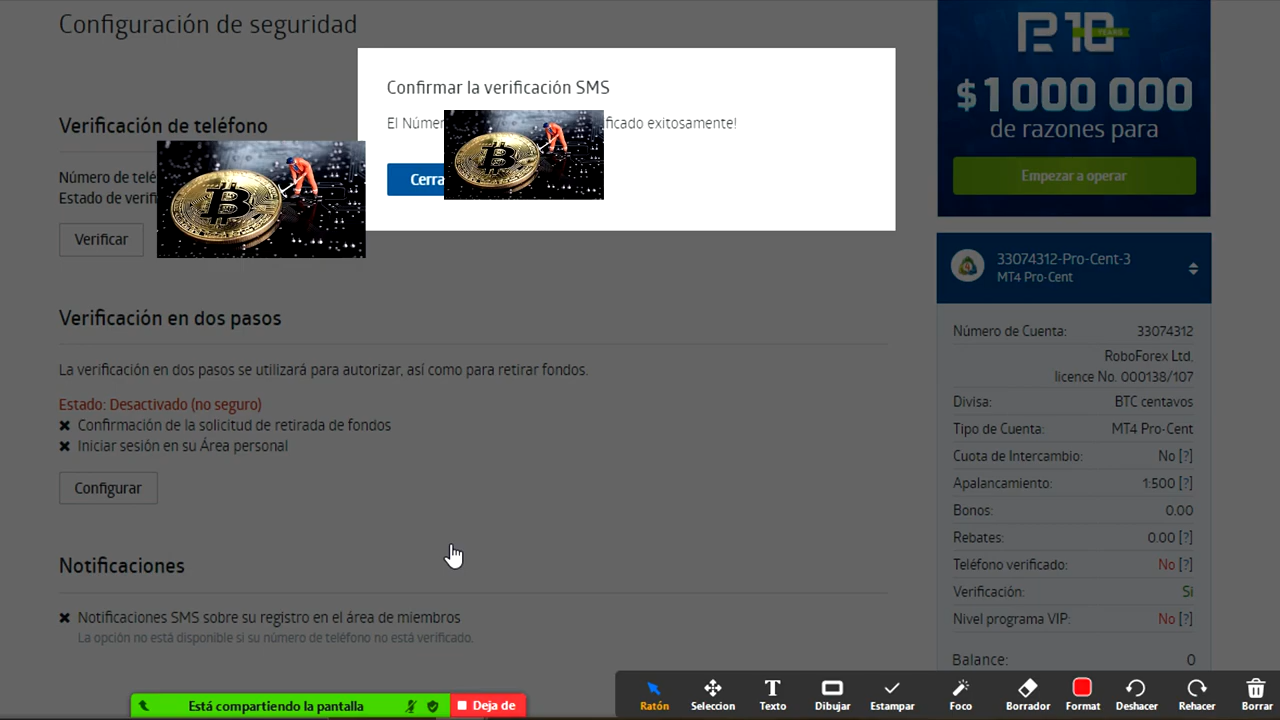 Configuración de seguridad
Confirmar la verificación SMS
El exitosamente!
Verificación de teléfono
Número de
Estado de
Verificar
Verificación en dos pasos
La verificación en dos pasos se utilizará para autorizar, así como para retirar fondos.
Estado: Desactivado (no seguro)
✖ Confirmación de la solicitud de retirada de fondos
✖ Iniciar sesión en su Área personal
Configurar
Notificaciones
✖ Notificaciones SMS sobre su registro en el área de miembros
La opción no está disponible si su número de teléfono no está verificado.
10
YEARS
$1 000 000
de razones para
Empezar a operar
33074312-Pro-Cent-3
MT4 Pro-Cent
Número de Cuenta: 33074312
RoboForex Ltd.
licence No. 000138/107
Divisa: BTC centavos
Tipo de Cuenta: MT4 Pro-Cent
Cuota de Intercambio: No [?]
Apalancamiento: 1:500 [?]
Bonos: 0.00
Rebates: 0.00 [?]
Teléfono verificado: No [?]
Verificación: Si
Nivel programa VIP: No [?]
Balance: 0
Está compartiendo la pantalla
Deja de
Ratón Seleccion Texto Dibujar Estampar Foco Borrador Format Deshacer Rehacer Borrar